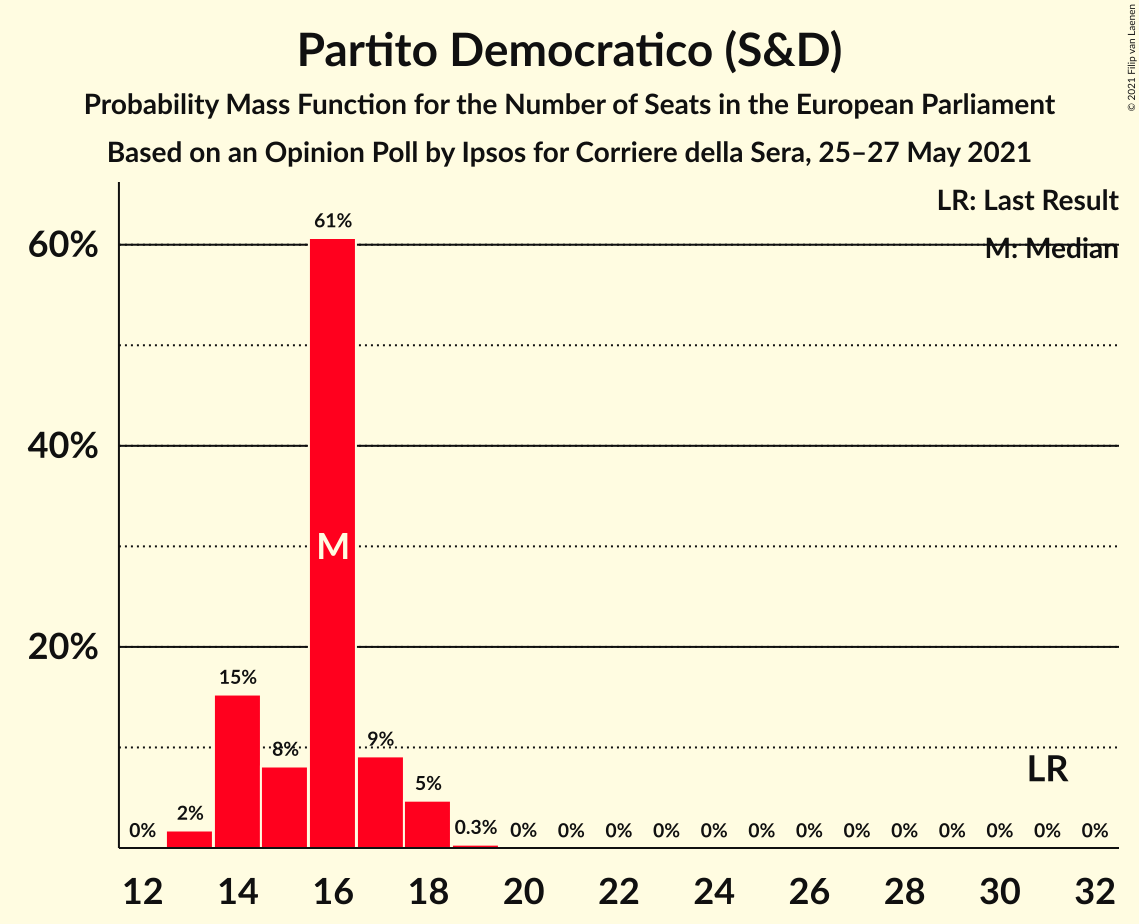 Partito Democratico (S&D)
Probability Mass Function for the Number of Seats in the European Parliament
Based on an Opinion Poll by Ipsos for Corriere della Sera, 25–27 May 2021
© 2021 Filip van Laenen
LR: Last Result
M: Median
60%
40%
20%
0% 2% 15% 8% 61% 9% 5% 0.3% 0% 0% 0% 0% 0% 0% 0% 0% 0% 0% 0% 0% 0%
M
LR
12 14 16 18 20 22 24 26 28 30 32